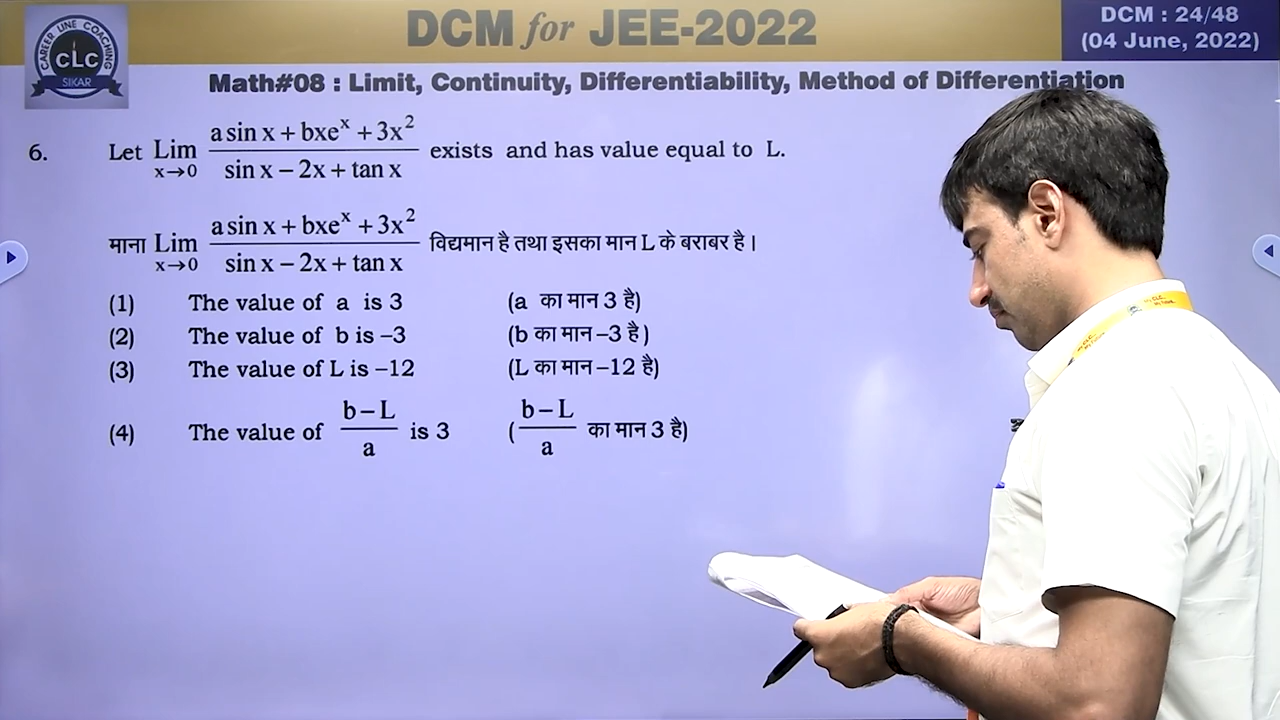 DCM for JEE-2022
DCM : 24/48
(04 June, 2022)
CAREER LINE COACHING
CLC
SIKAR
Math#08 : Limit, Continuity, Differentiability, Method of Differentiation
6. Let Lim x→0 (a sin x + bxe^x + 3x^2)/(sin x – 2x + tan x) exists and has value equal to L.
माना Lim x→0 (a sin x + bxe^x + 3x^2)/(sin x – 2x + tan x) विद्यमान है तथा इसका मान L के बराबर है।
(1) The value of a is 3 (a का मान 3 है)
(2) The value of b is –3 (b का मान –3 है)
(3) The value of L is –12 (L का मान –12 है)
(4) The value of (b – L)/a is 3 ((b – L)/a का मान 3 है)